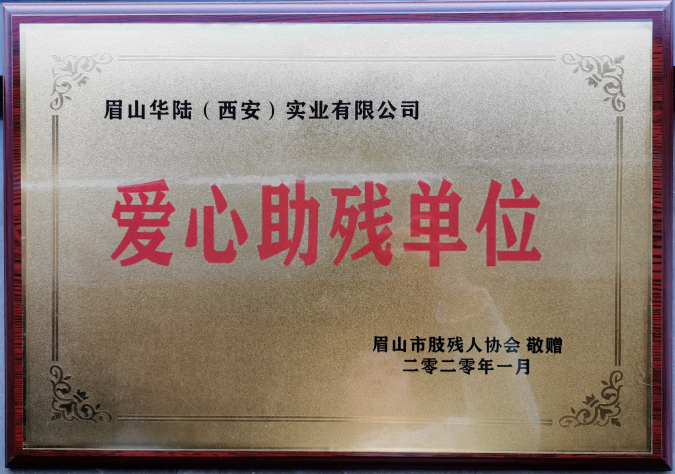 眉山华陆（西安）实业有限公司
爱心助残单位
眉山市肢残人协会 敬赠
二零二零年一月